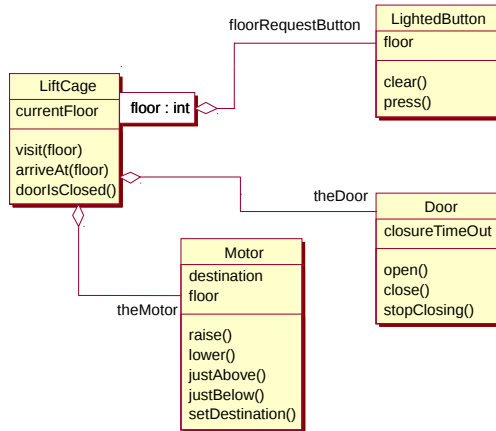 floorRequestButton
LightedButton
floor
clear()
press()
LiftCage
currentFloor
visit(floor)
arriveAt(floor)
doorIsClosed()
floor : int
theDoor
Door
closureTimeOut
open()
close()
stopClosing()
theMotor
Motor
destination
floor
raise()
lower()
justAbove()
justBelow()
setDestination()